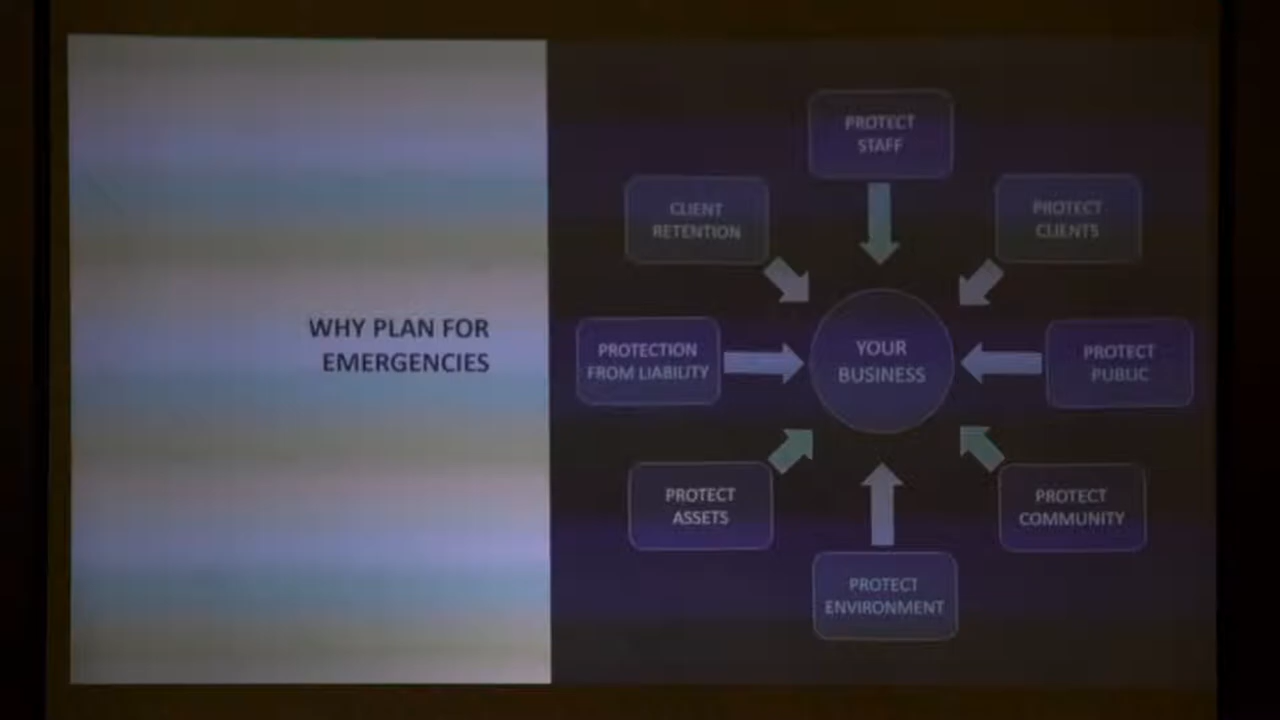 WHY PLAN FOR
EMERGENCIES
PROTECT
STAFF
PROTECT
CLIENTS
PROTECT
PUBLIC
PROTECT
COMMUNITY
PROTECT
ENVIRONMENT
PROTECT
ASSETS
PROTECTION
FROM LIABILITY
CLIENT
RETENTION
YOUR
BUSINESS